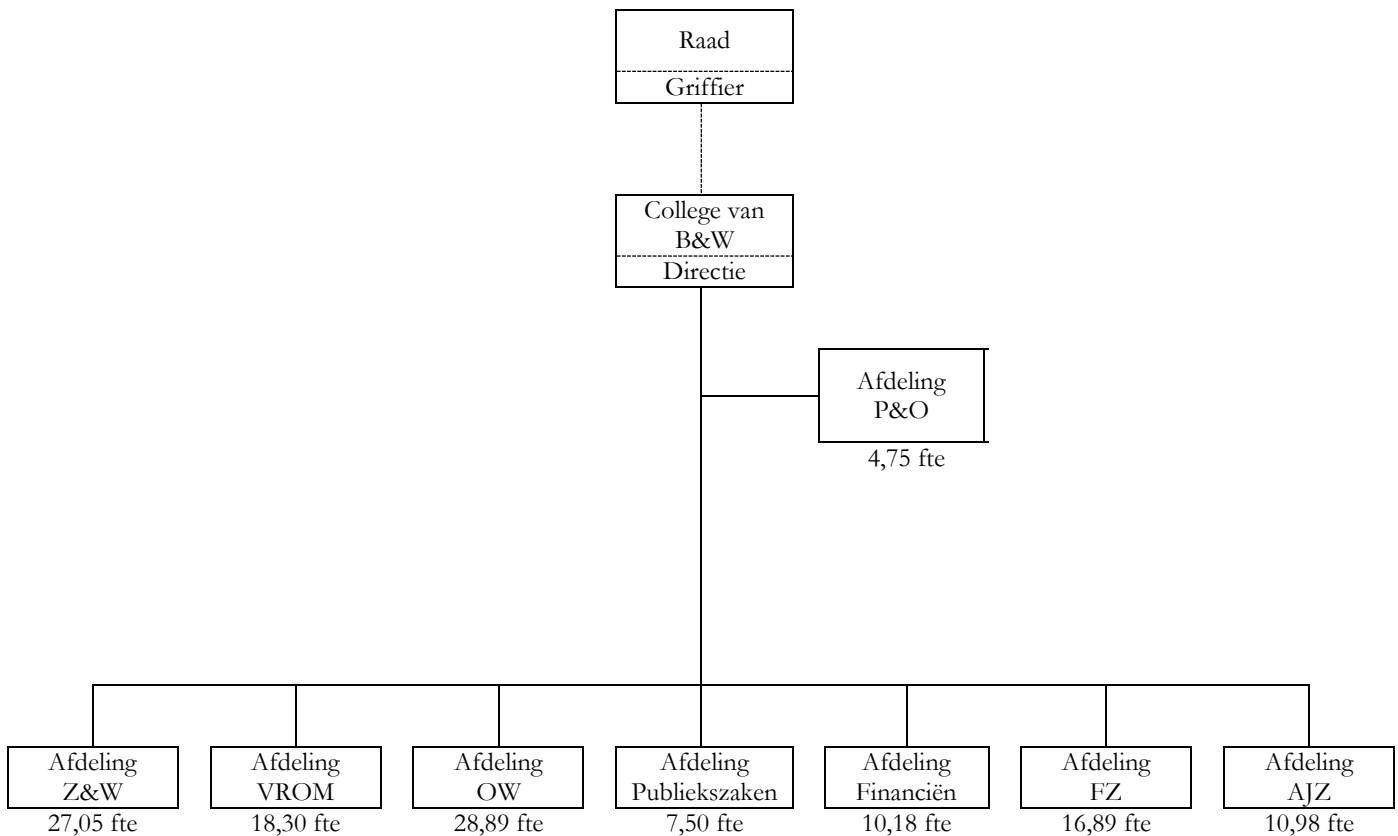 Raad
Griffier
College van
B&W
Directie
Afdeling
P&O
4,75 fte
Afdeling
Z&W
27,05 fte
Afdeling
VROM
18,30 fte
Afdeling
OW
28,89 fte
Afdeling
Publiekszaken
7,50 fte
Afdeling
Financiën
10,18 fte
Afdeling
FZ
16,89 fte
Afdeling
AJZ
10,98 fte